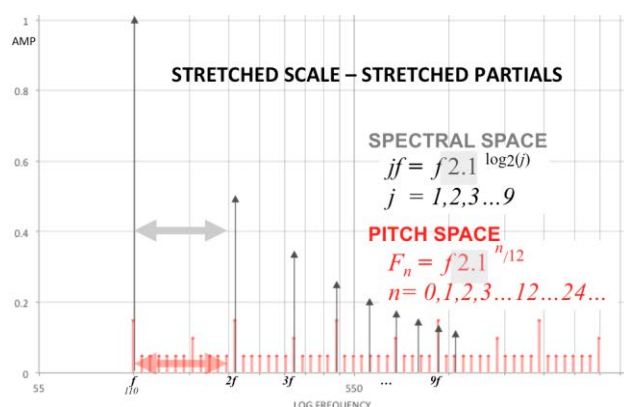 1
AMP
STRETCHED SCALE – STRETCHED PARTIALS
0.8
SPECTRAL SPACE
jf = f2.1 log2(j)
j = 1,2,3...9
0.6
0.4
PITCH SPACE
Fn = f2.1 n/12
n= 0,1,2,3...12...24...
0.2
0
f 2f 3f ... 9f
55 110 550
LOG FREQUENCY